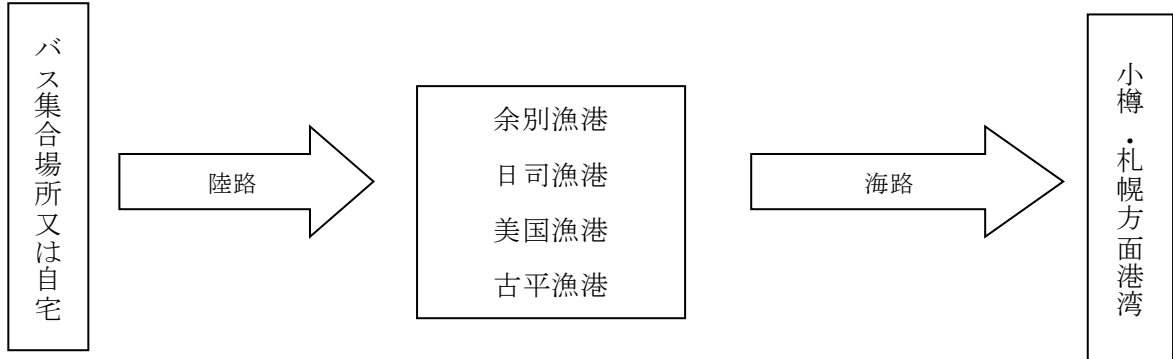 バス集合場所又は自宅
陸路
余別漁港
日司漁港
美国漁港
古平漁港
海路
小樽・札幌方面港湾